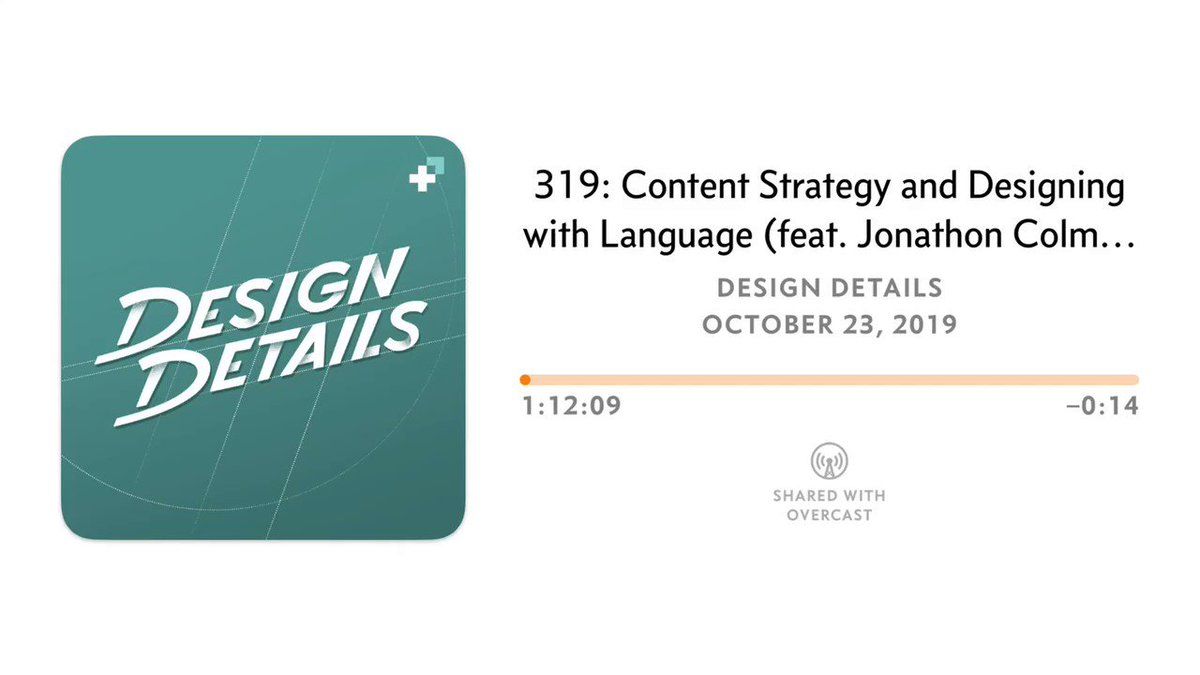 DESIGN
DETAILS
319: Content Strategy and Designing
with Language (feat. Jonathon Colm…
DESIGN DETAILS
OCTOBER 23, 2019
1:12:09
–0:14
SHARED WITH
OVERCAST